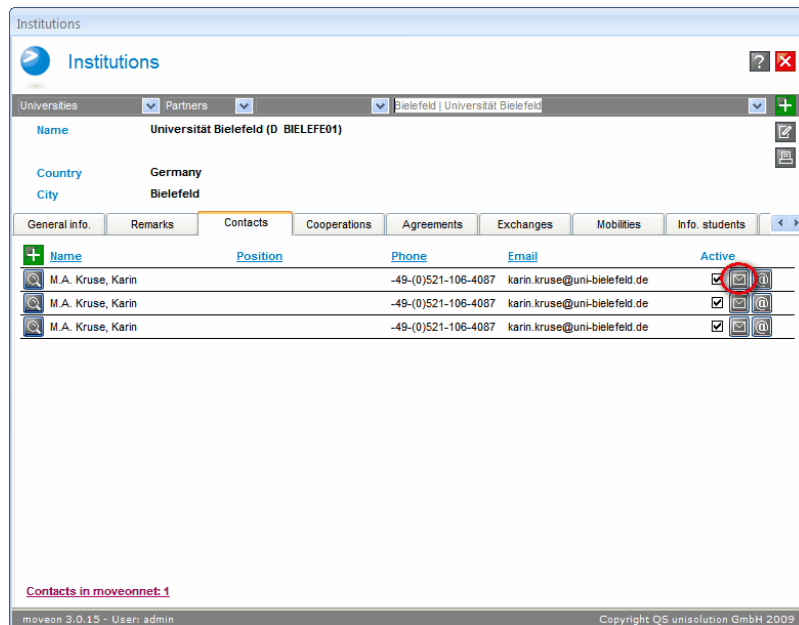 Institutions
Institutions
Universities Partners Bielefeld | Universität Bielefeld
Name Universität Bielefeld (D BIELEFE01)
Country Germany
City Bielefeld
General info. Remarks Contacts Cooperations Agreements Exchanges Mobilities Info. students
Name Position Phone Email Active
M.A. Kruse, Karin -49-(0)521-106-4087 karin.kruse@uni-bielefeld.de
M.A. Kruse, Karin -49-(0)521-106-4087 karin.kruse@uni-bielefeld.de
M.A. Kruse, Karin -49-(0)521-106-4087 karin.kruse@uni-bielefeld.de
Contacts in moveonnet: 1
moveon 3.0.15 - User: admin Copyright QS unisolution GmbH 2009